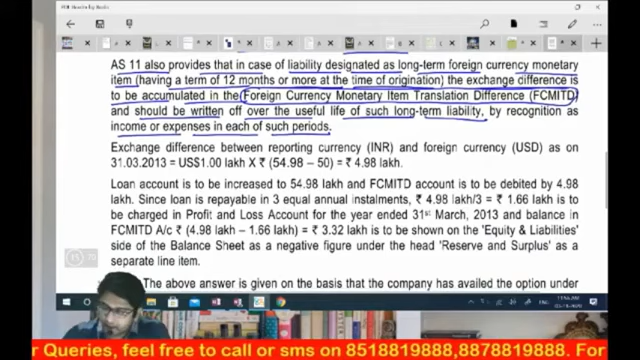 AS 11 also provides that in case of liability designated as long-term foreign currency monetary
item (having a term of 12 months or more at the time of origination) the exchange difference is
to be accumulated in the Foreign Currency Monetary Item Translation Difference (FCMITD)
and should be written off over the useful life of such long-term liability, by recognition as
income or expenses in each of such periods.
Exchange difference between reporting currency (INR) and foreign currency (USD) as on
31.03.2013 = US$1.00 lakh X ₹ (54.98 – 50) = ₹ 4.98 lakh.
Loan account is to be increased to 54.98 lakh and FCMITD account is to be debited by 4.98
lakh. Since loan is repayable in 3 equal annual instalments, ₹ 4.98 lakh/3 = ₹ 1.66 lakh is to
be charged in Profit and Loss Account for the year ended 31st March, 2013 and balance in
FCMITD A/c ₹ (4.98 lakh – 1.66 lakh) = ₹ 3.32 lakh is to be shown on the 'Equity & Liabilities'
side of the Balance Sheet as a negative figure under the head 'Reserve and Surplus' as a
separate line item.
15 / 70
The above answer is given on the basis that the company has availed the option under
r Queries, feel free to call or sms on 8518819888,8878819888. For